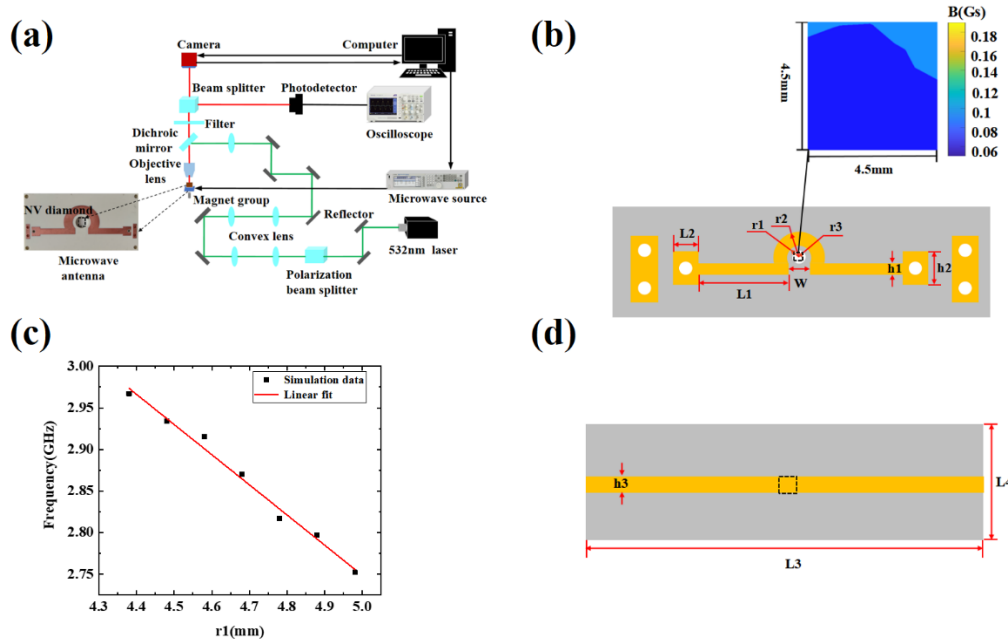 (a)
Camera
Computer
Beam splitter
Photodetector
Oscilloscope
Filter
Dichroic
mirror
Objective
lens
NV diamond
Magnet group
Microwave source
Reflector
Convex lens
532nm laser
Microwave
antenna
Polarization
beam splitter
(b)
B(Gs)
0.18
0.16
0.14
0.12
0.1
0.08
0.06
4.5mm
4.5mm
r1
r2
r3
L2
h1
h2
L1
W
(c)
3.00
2.95
2.90
2.85
2.80
2.75
Frequency(GHz)
Simulation data
Linear fit
4.3
4.4
4.5
4.6
4.7
4.8
4.9
5.0
r1(mm)
(d)
h3
L4
L3